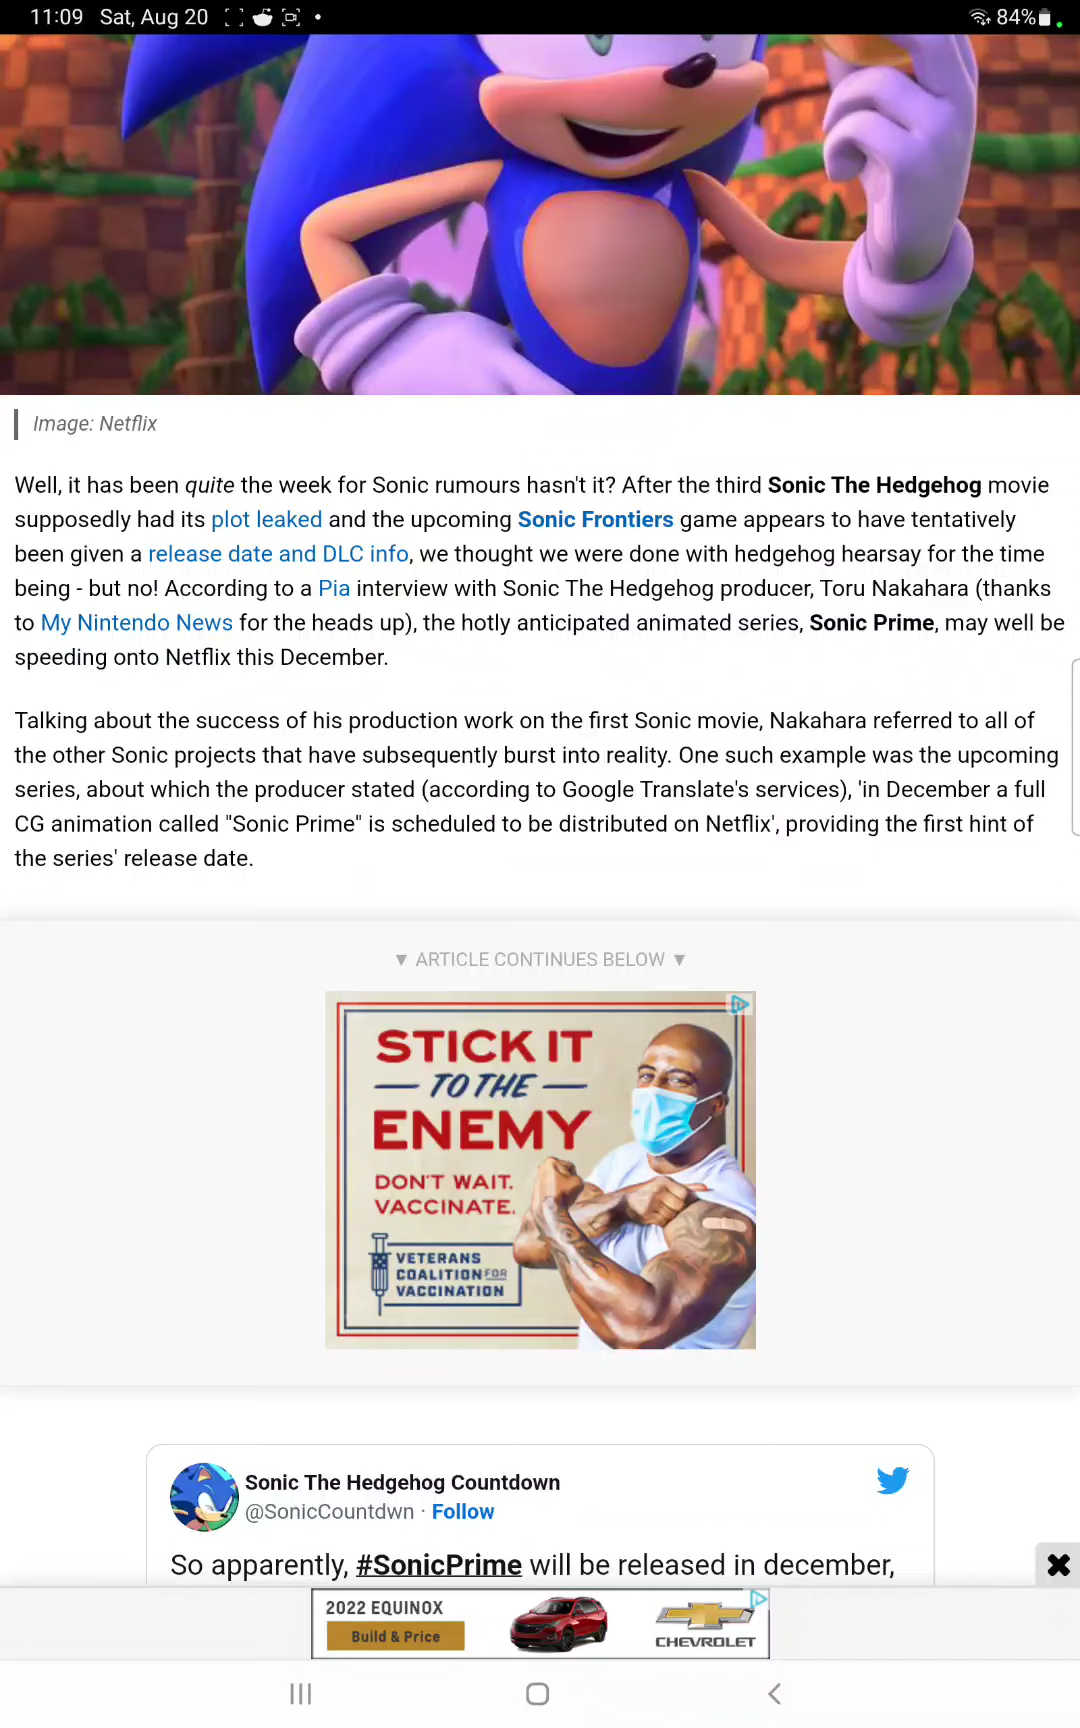 11:09 Sat, Aug 20
84%
Image: Netflix
Well, it has been quite the week for Sonic rumours hasn't it? After the third Sonic The Hedgehog movie
supposedly had its plot leaked and the upcoming Sonic Frontiers game appears to have tentatively
been given a release date and DLC info, we thought we were done with hedgehog hearsay for the time
being - but no! According to a Pia interview with Sonic The Hedgehog producer, Toru Nakahara (thanks
to My Nintendo News for the heads up), the hotly anticipated animated series, Sonic Prime, may well be
speeding onto Netflix this December.
Talking about the success of his production work on the first Sonic movie, Nakahara referred to all of
the other Sonic projects that have subsequently burst into reality. One such example was the upcoming
series, about which the producer stated (according to Google Translate's services), 'in December a full
CG animation called "Sonic Prime" is scheduled to be distributed on Netflix', providing the first hint of
the series' release date.
▼ ARTICLE CONTINUES BELOW ▼
STICK IT
— TO THE —
ENEMY
DON'T WAIT.
VACCINATE.
VETERANS
COALITION FOR
VACCINATION
Sonic The Hedgehog Countdown
@SonicCountdwn · Follow
So apparently, #SonicPrime will be released in december,
2022 EQUINOX
Build & Price
CHEVROLET